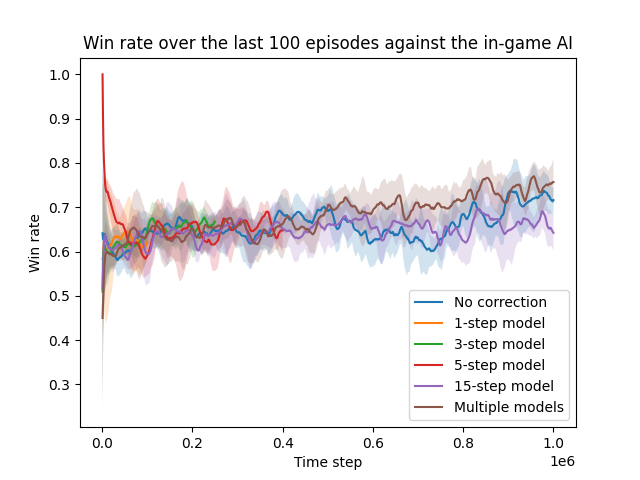 Win rate over the last 100 episodes against the in-game AI
Win rate
1.0
0.9
0.8
0.7
0.6
0.5
0.4
0.3
No correction
1-step model
3-step model
5-step model
15-step model
Multiple models
0.0
0.2
0.4
0.6
0.8
1.0
Time step
1e6